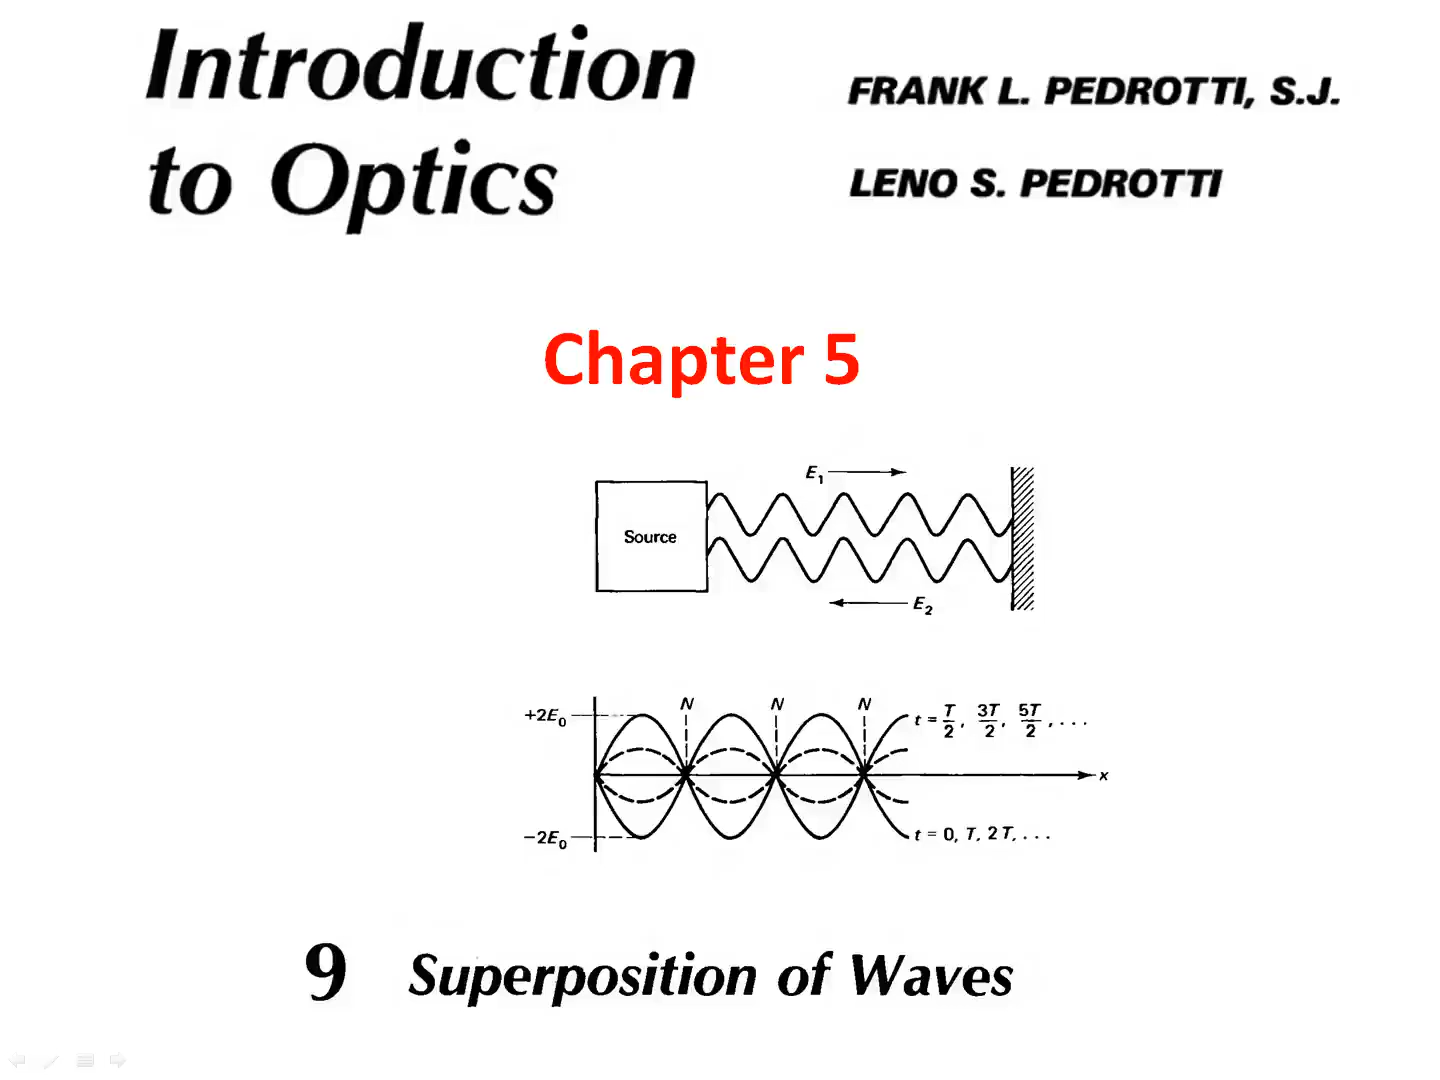 Introduction
to Optics
FRANK L. PEDROTTI, S.J.
LENO S. PEDROTTI
Chapter 5
E₁
Source
E₂
+2E₀
N N N
t = T/2, 3T/2, 5T/2, . . .
x
−2E₀
t = 0, T, 2T, . . .
9 Superposition of Waves